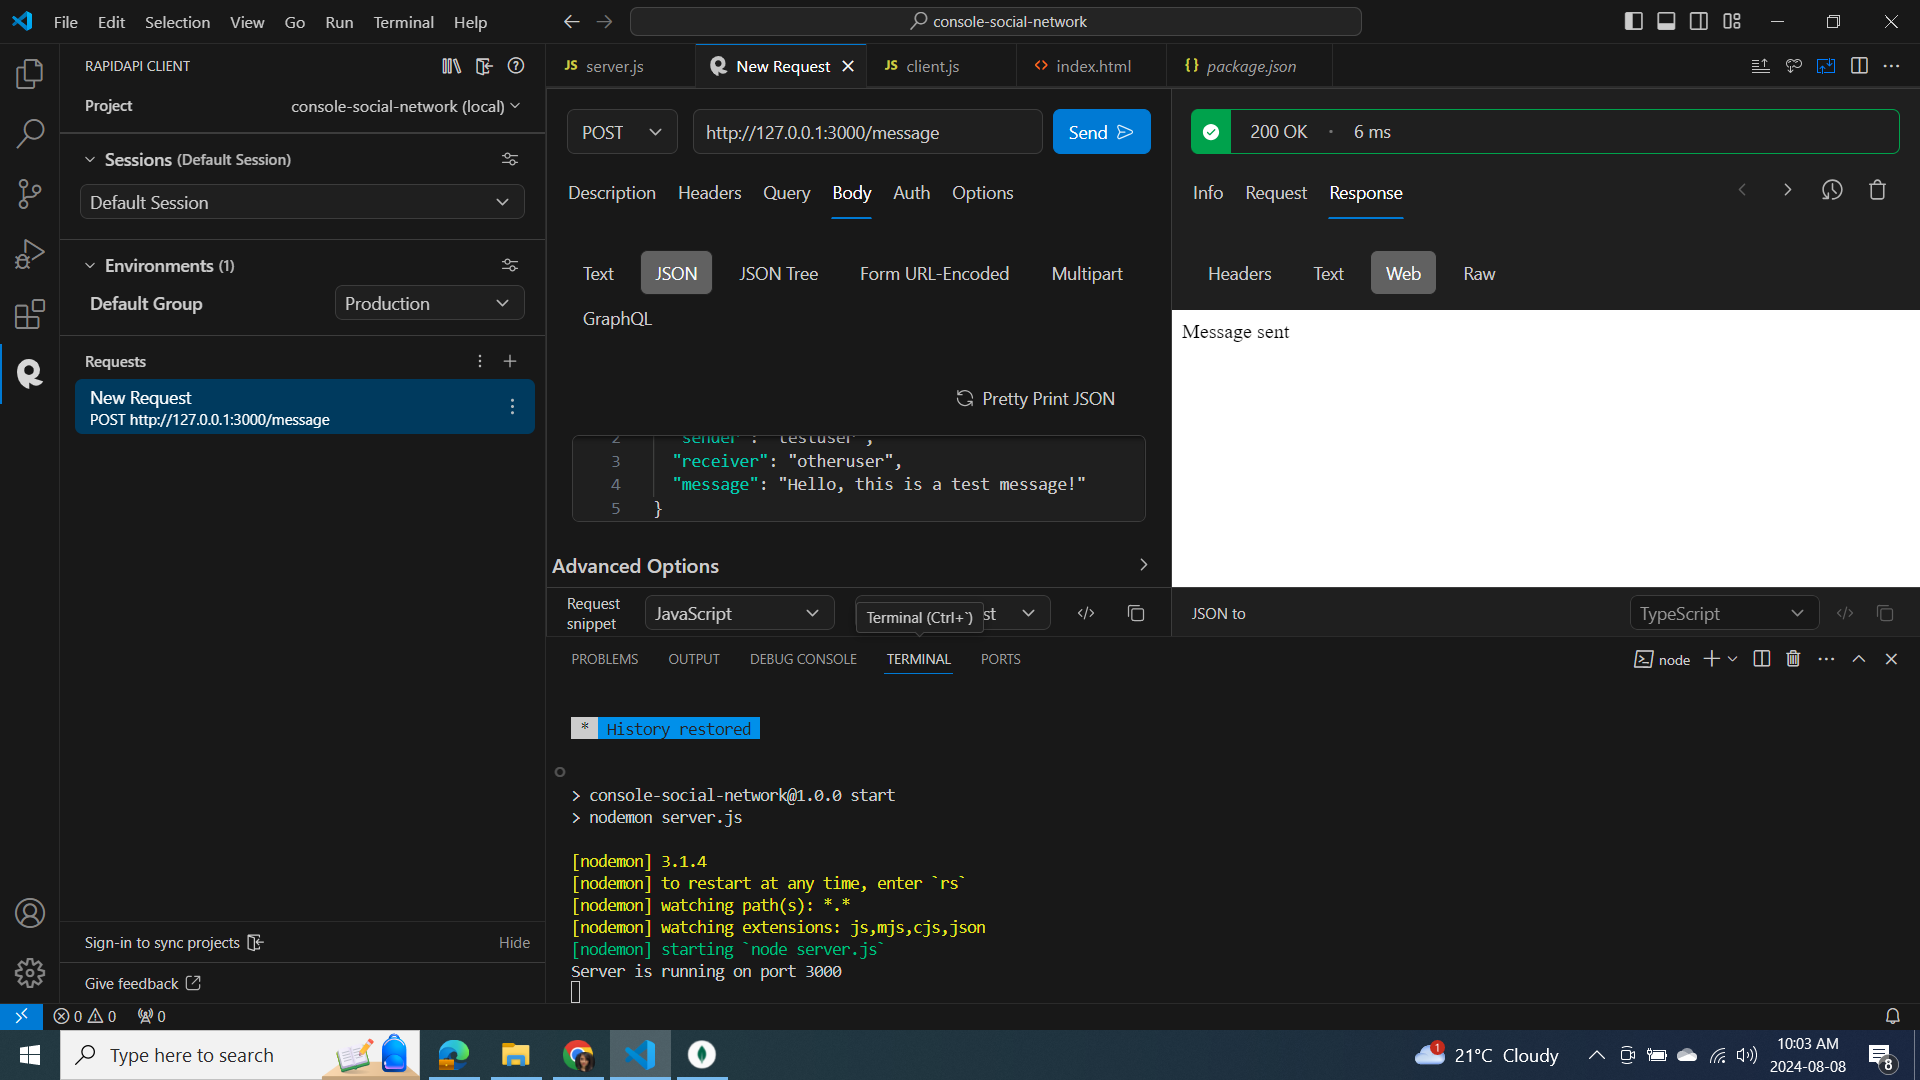 File Edit Selection View Go Run Terminal Help
console-social-network
RAPIDAPI CLIENT
Project
console-social-network (local)
Sessions (Default Session)
Default Session
Environments (1)
Default Group
Production
Requests
New Request
POST http://127.0.0.1:3000/message
Sign-in to sync projects
Hide
Give feedback
JS server.js
New Request
JS client.js
<> index.html
{} package.json
POST
http://127.0.0.1:3000/message
Send
Description Headers Query Body Auth Options
Text JSON JSON Tree Form URL-Encoded Multipart
GraphQL
Pretty Print JSON
2 "sender": "testuser",
3 "receiver": "otheruser",
4 "message": "Hello, this is a test message!"
5 }
Advanced Options
Request
snippet
JavaScript
Terminal (Ctrl+`)
st
200 OK · 6 ms
Info Request Response
Headers Text Web Raw
Message sent
JSON to
TypeScript
PROBLEMS OUTPUT DEBUG CONSOLE TERMINAL PORTS
node
* History restored
> console-social-network@1.0.0 start
> nodemon server.js
[nodemon] 3.1.4
[nodemon] to restart at any time, enter `rs`
[nodemon] watching path(s): *.*
[nodemon] watching extensions: js,mjs,cjs,json
[nodemon] starting `node server.js`
Server is running on port 3000
0 0 0
Type here to search
1
21°C Cloudy
10:03 AM
2024-08-08
8